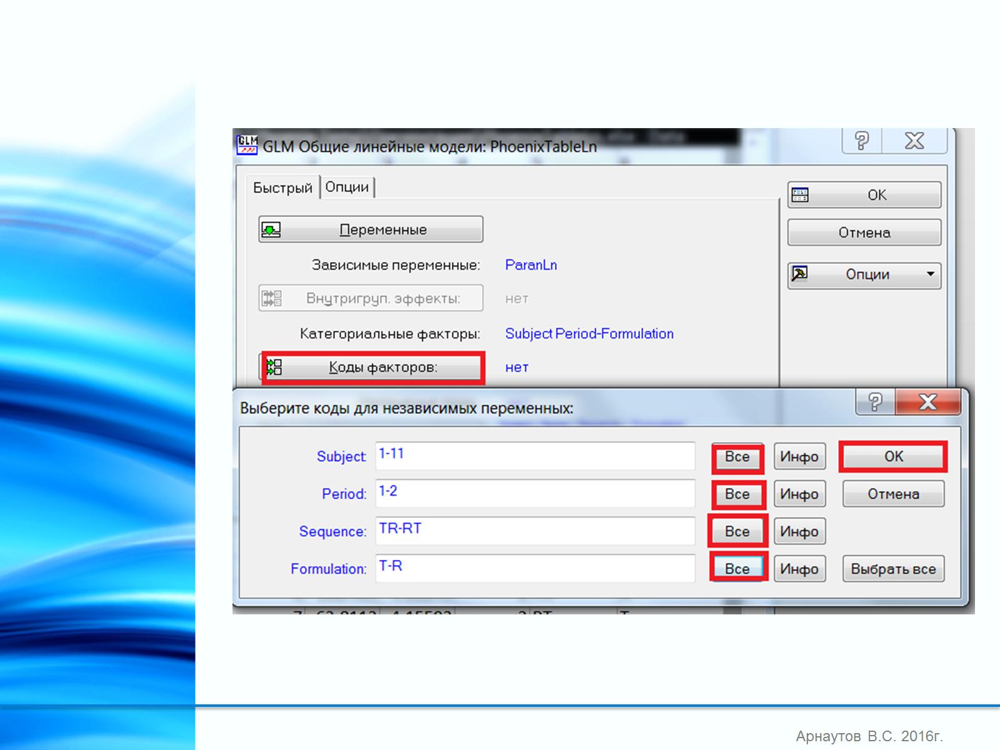 GLM GLM Общие линейные модели: PhoenixTableLn
Быстрый Опции
OK
Переменные
Отмена
Зависимые переменные: ParanLn
Опции
Внутригруп. эффекты: нет
Категориальные факторы: Subject Period-Formulation
Коды факторов: нет
Выберите коды для независимых переменных:
Subject: 1-11 Все Инфо OK
Period: 1-2 Все Инфо Отмена
Sequence: TR-RT Все Инфо
Formulation: T-R Все Инфо Выбрать все
Арнаутов В.С. 2016г.